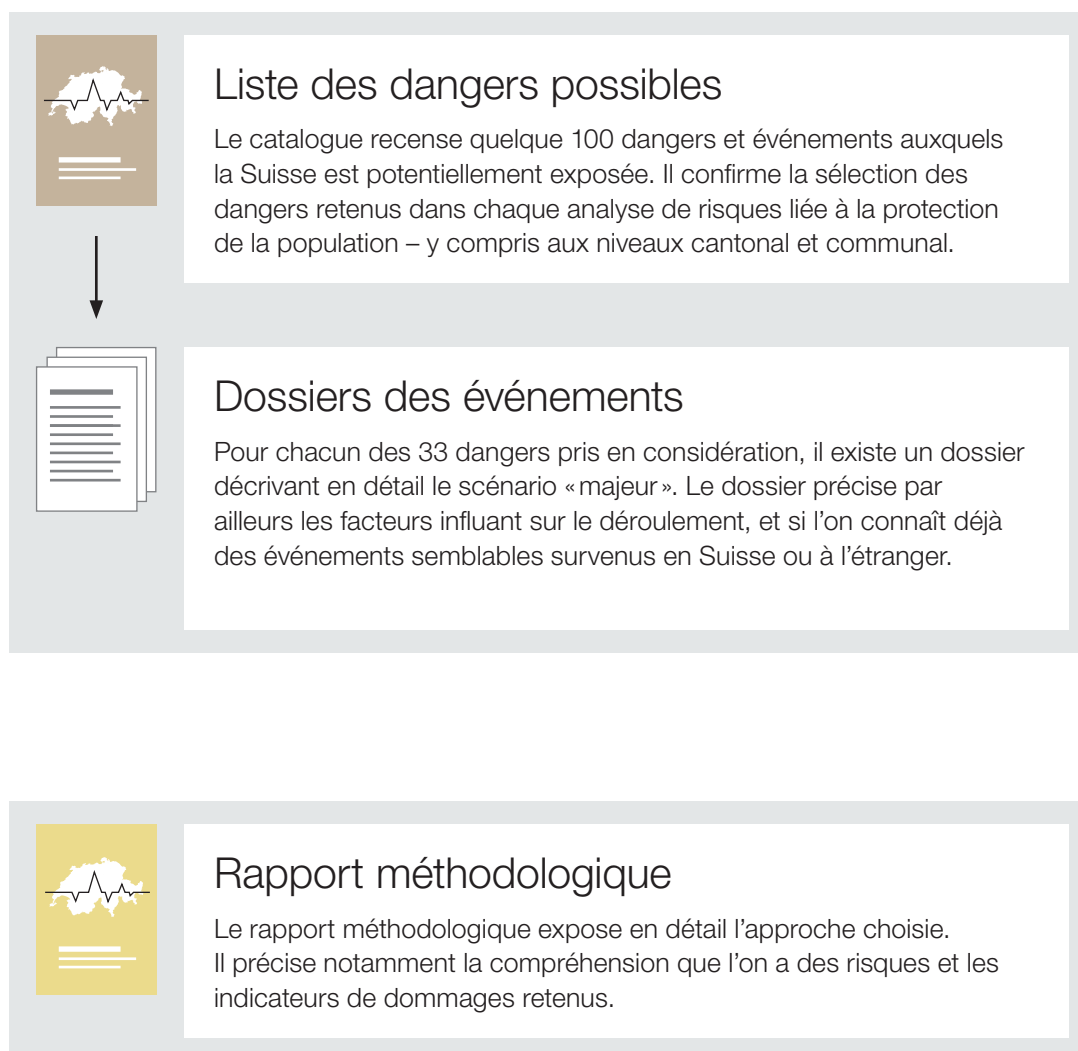 Liste des dangers possibles
Le catalogue recense quelque 100 dangers et événements auxquels
la Suisse est potentiellement exposée. Il confirme la sélection des
dangers retenus dans chaque analyse de risques liée à la protection
de la population – y compris aux niveaux cantonal et communal.
Dossiers des événements
Pour chacun des 33 dangers pris en considération, il existe un dossier
décrivant en détail le scénario «majeur». Le dossier précise par
ailleurs les facteurs influant sur le déroulement, et si l’on connaît déjà
des événements semblables survenus en Suisse ou à l’étranger.
Rapport méthodologique
Le rapport méthodologique expose en détail l’approche choisie.
Il précise notamment la compréhension que l’on a des risques et les
indicateurs de dommages retenus.